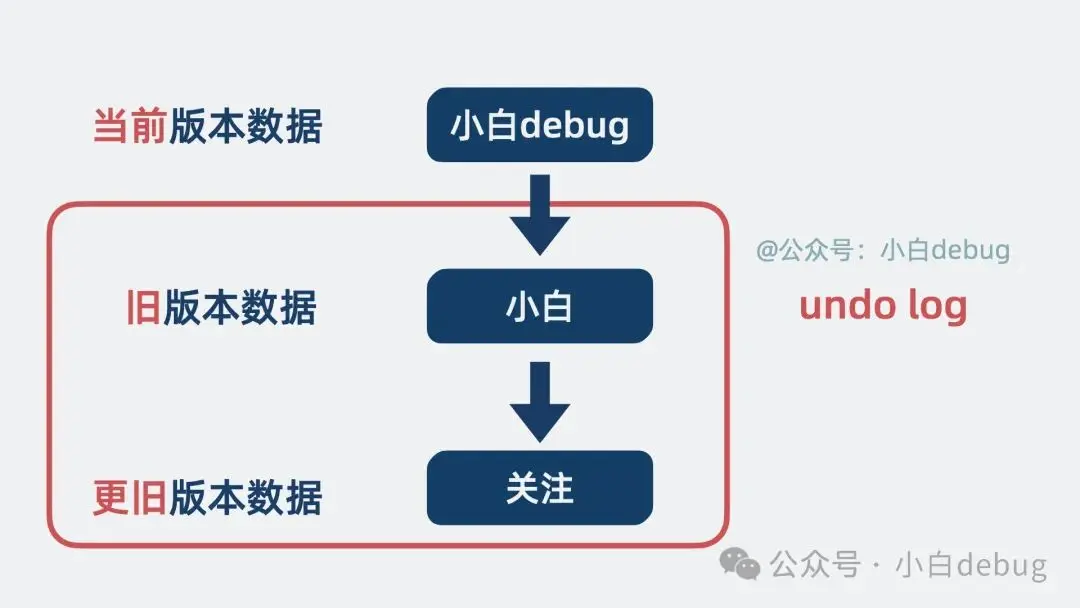 当前版本数据
小白debug
@公众号：小白debug
旧版本数据
小白
undo log
更旧版本数据
关注
公众号·小白debug